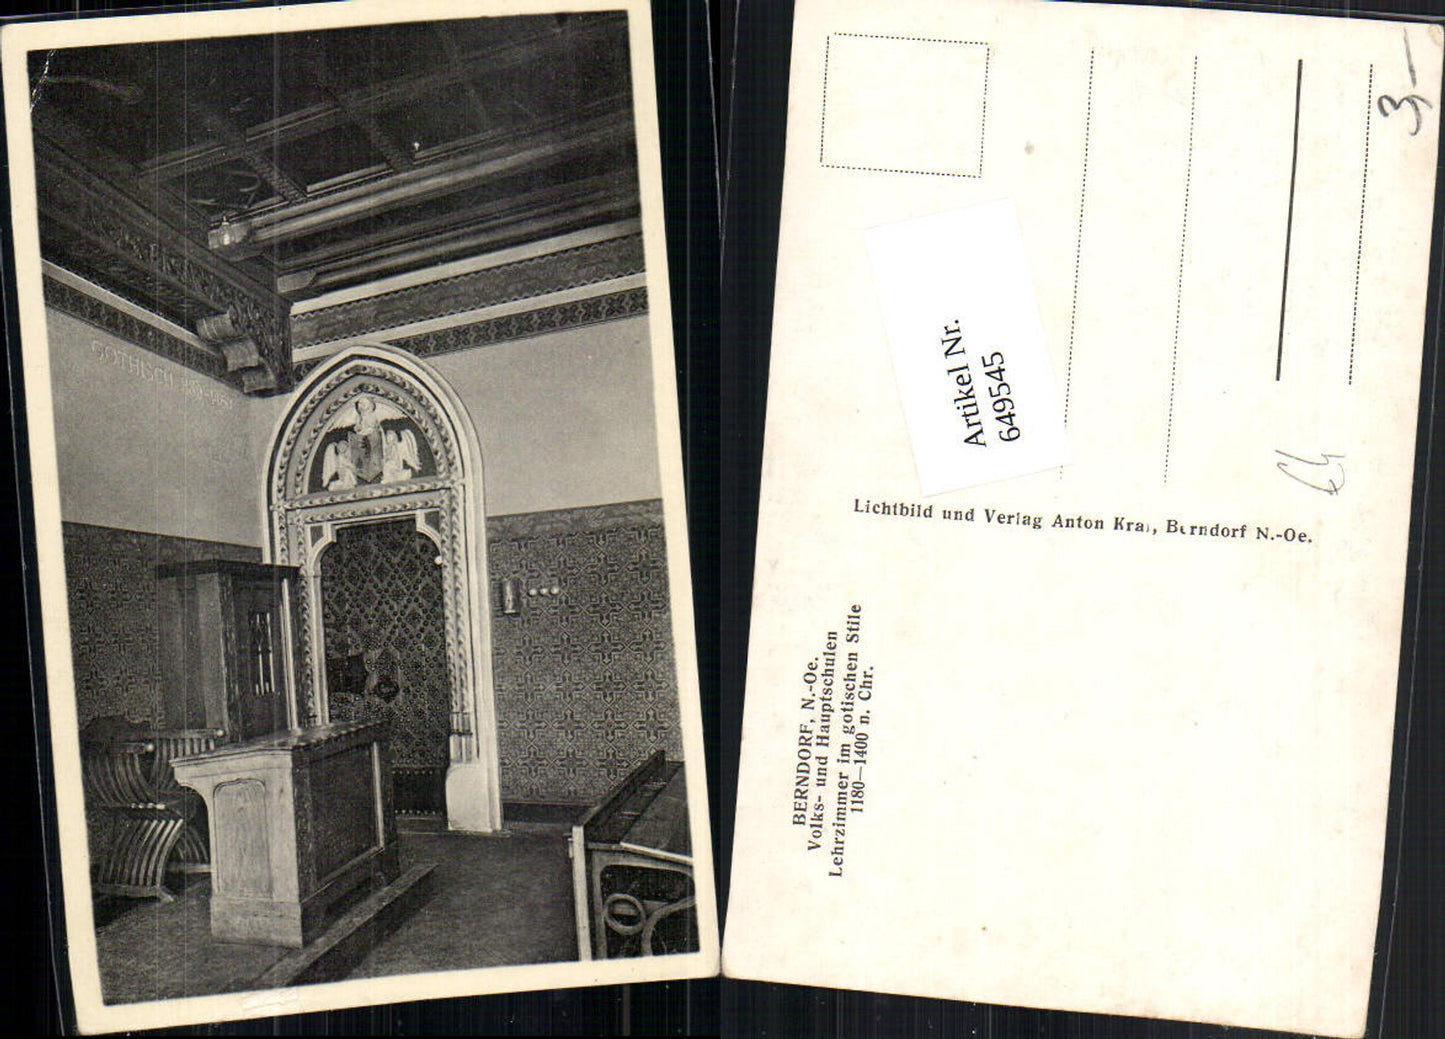 GOTHISCH
Artikel Nr.
649545
3,-
Lichtbild und Verlag Anton Kral, Berndorf N.-Oe.
BERNDORF, N.-Oe.
Volks- und Hauptschulen
Lehrzimmer im gotischen Stile
1180—1400 n. Chr.